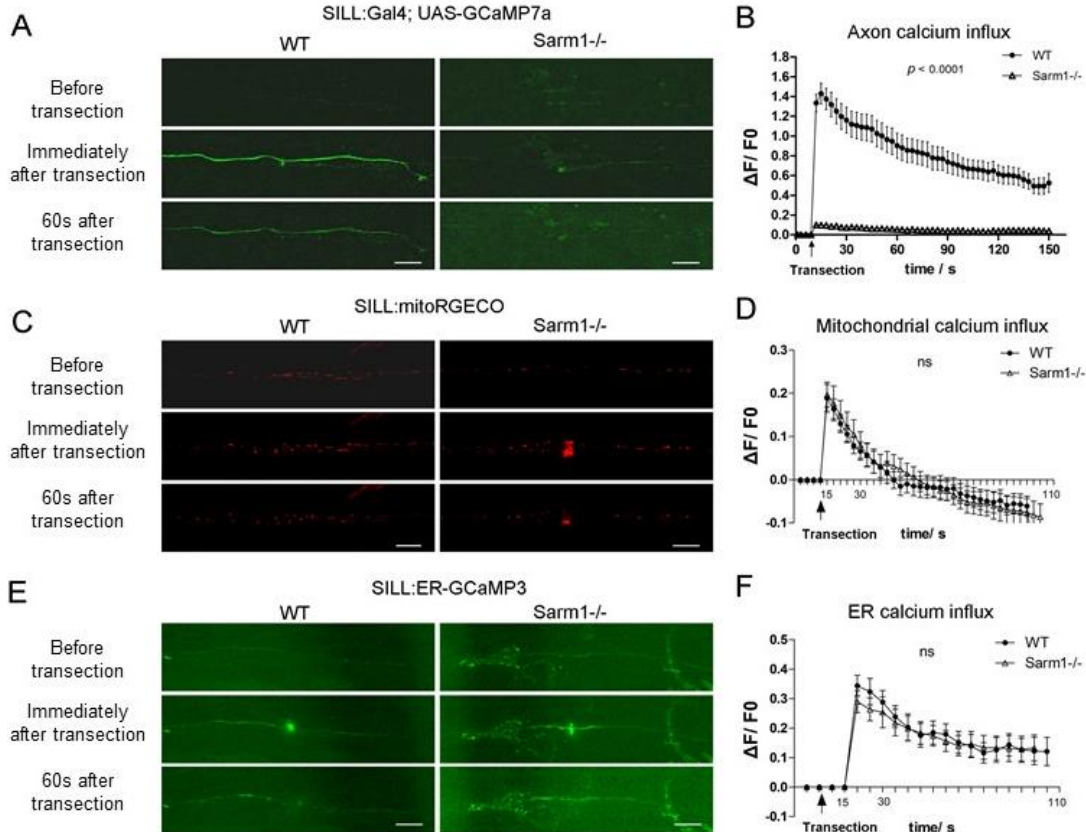 A
SILL:Gal4; UAS-GCaMP7a
WT
Sarm1-/-
Before
transection
Immediately
after transection
60s after
transection
B
Axon calcium influx
WT
Sarm1-/-
p < 0.0001
ΔF/ F0
1.8
1.6
1.4
1.2
1.0
0.8
0.6
0.4
0.2
0.0
0 30 60 90 120 150
Transection
time / s
C
SILL:mitoRGECO
WT
Sarm1-/-
Before
transection
Immediately
after transection
60s after
transection
D
Mitochondrial calcium influx
WT
Sarm1-/-
ns
ΔF/ F0
0.3
0.2
0.1
0.0
-0.1
15 30 110
Transection
time/ s
E
SILL:ER-GCaMP3
WT
Sarm1-/-
Before
transection
Immediately
after transection
60s after
transection
F
ER calcium influx
WT
Sarm1-/-
ns
ΔF/ F0
0.5
0.4
0.3
0.2
0.1
0.0
-0.1
15 30 110
Transection
time/ s